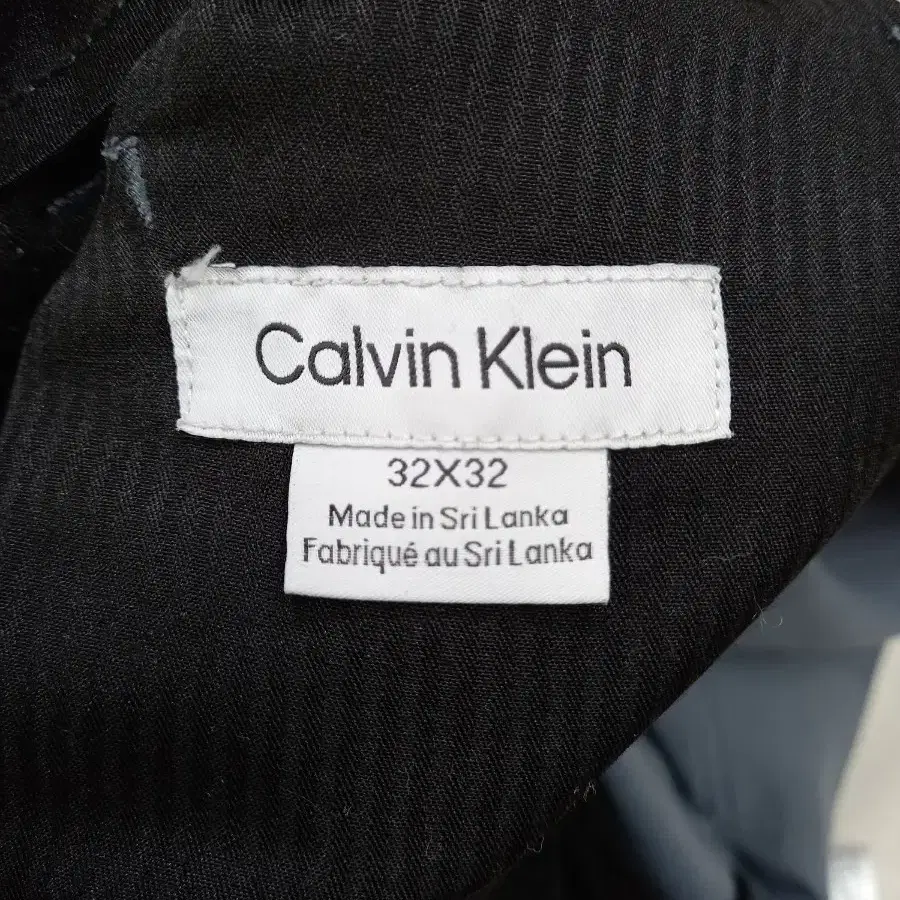 Calvin Klein
32X32
Made in Sri Lanka
Fabriqué au Sri Lanka